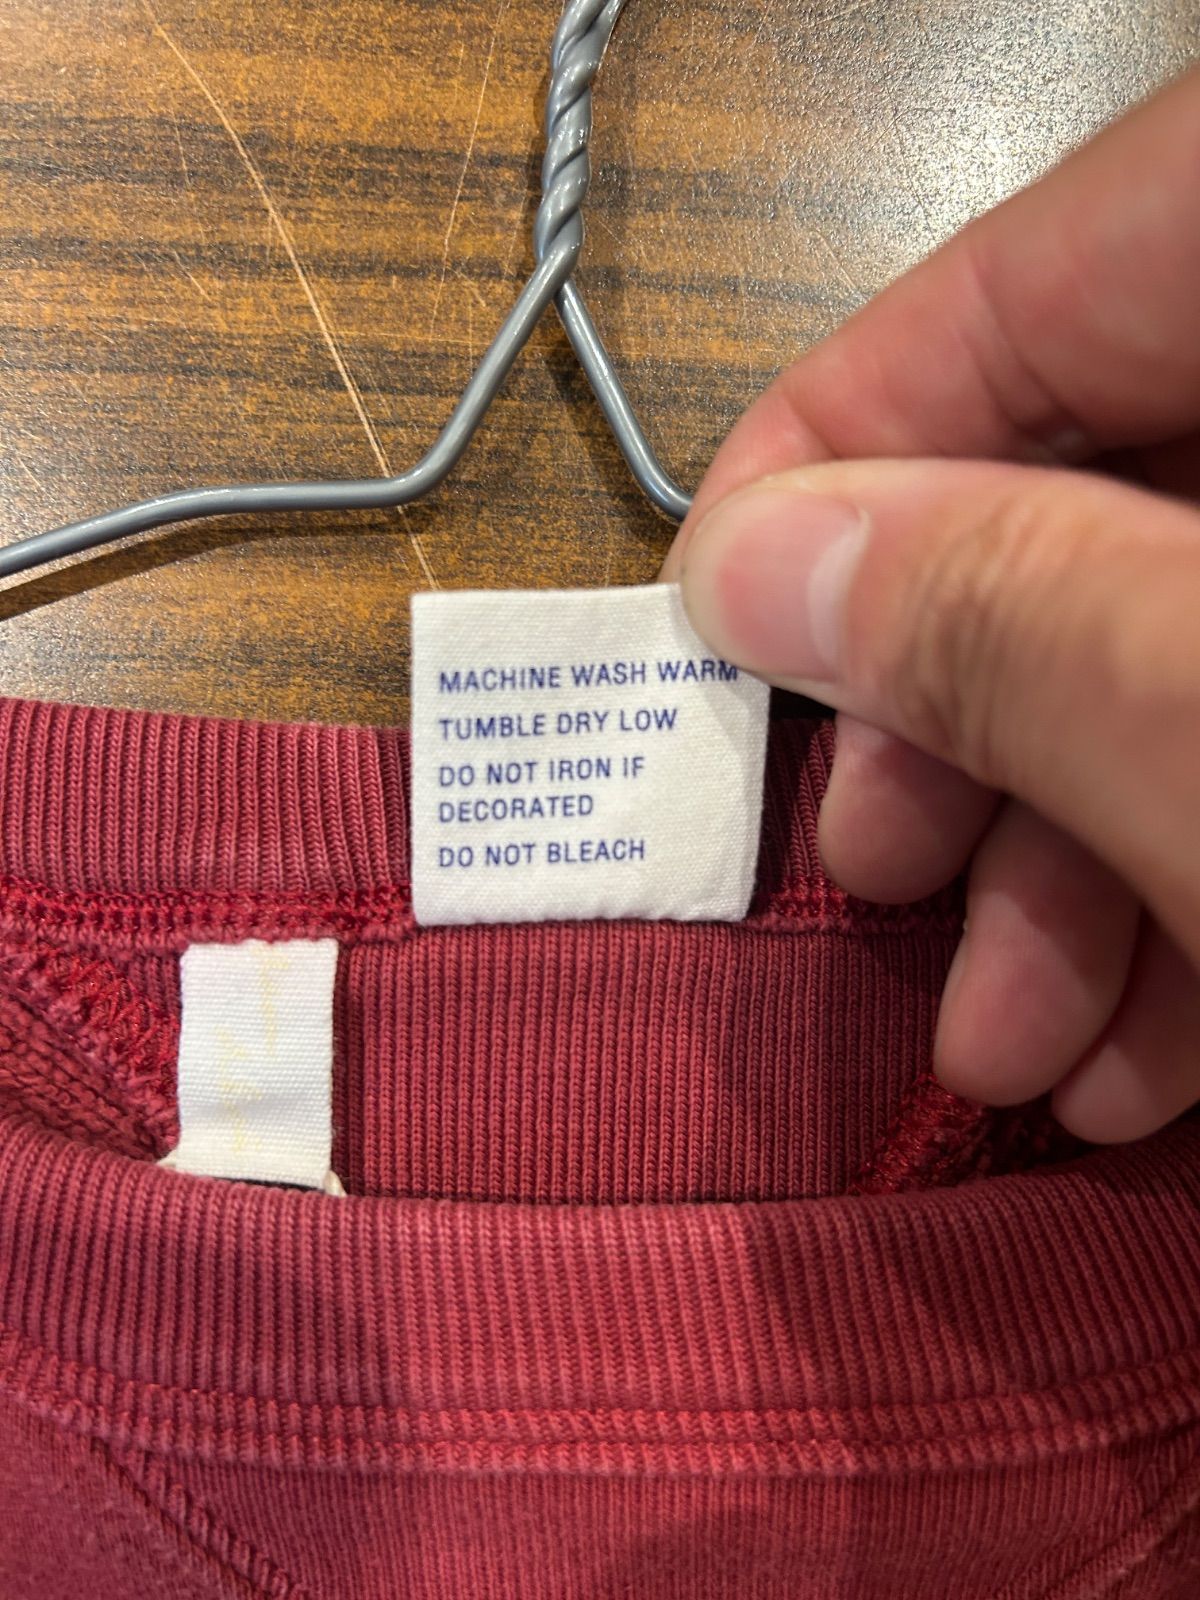 MACHINE WASH WARM
TUMBLE DRY LOW
DO NOT IRON IF
DECORATED
DO NOT BLEACH